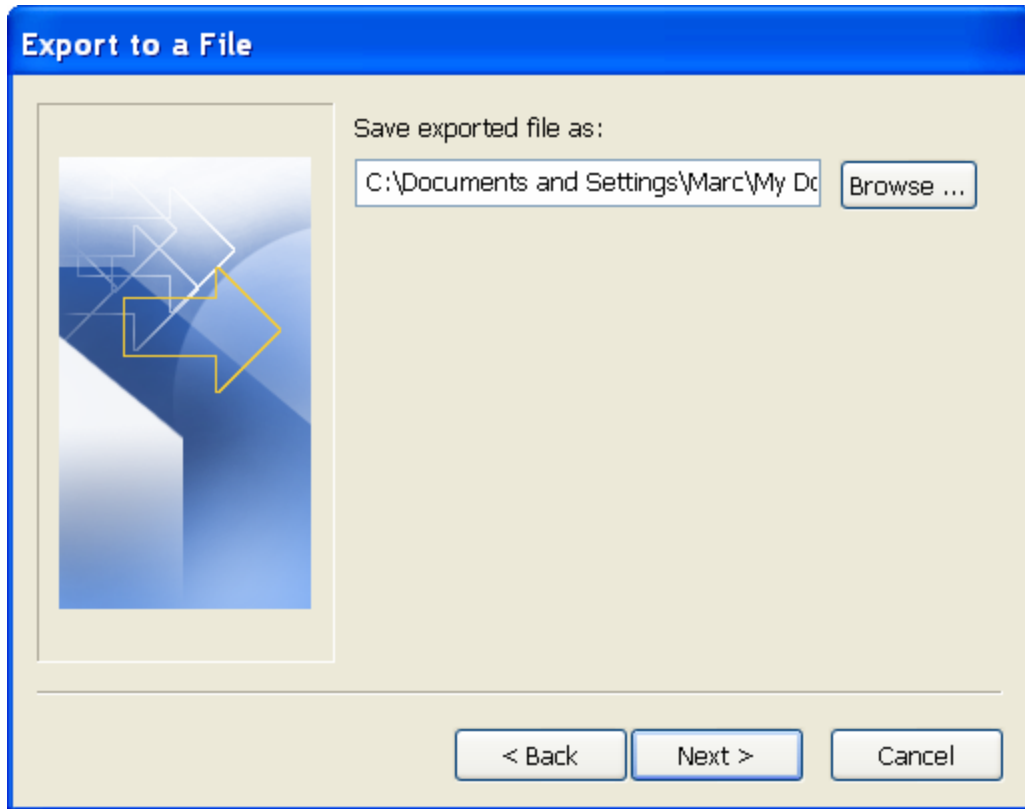 Export to a File
Save exported file as:
C:\Documents and Settings\Marc\My Do
Browse ...
< Back
Next >
Cancel